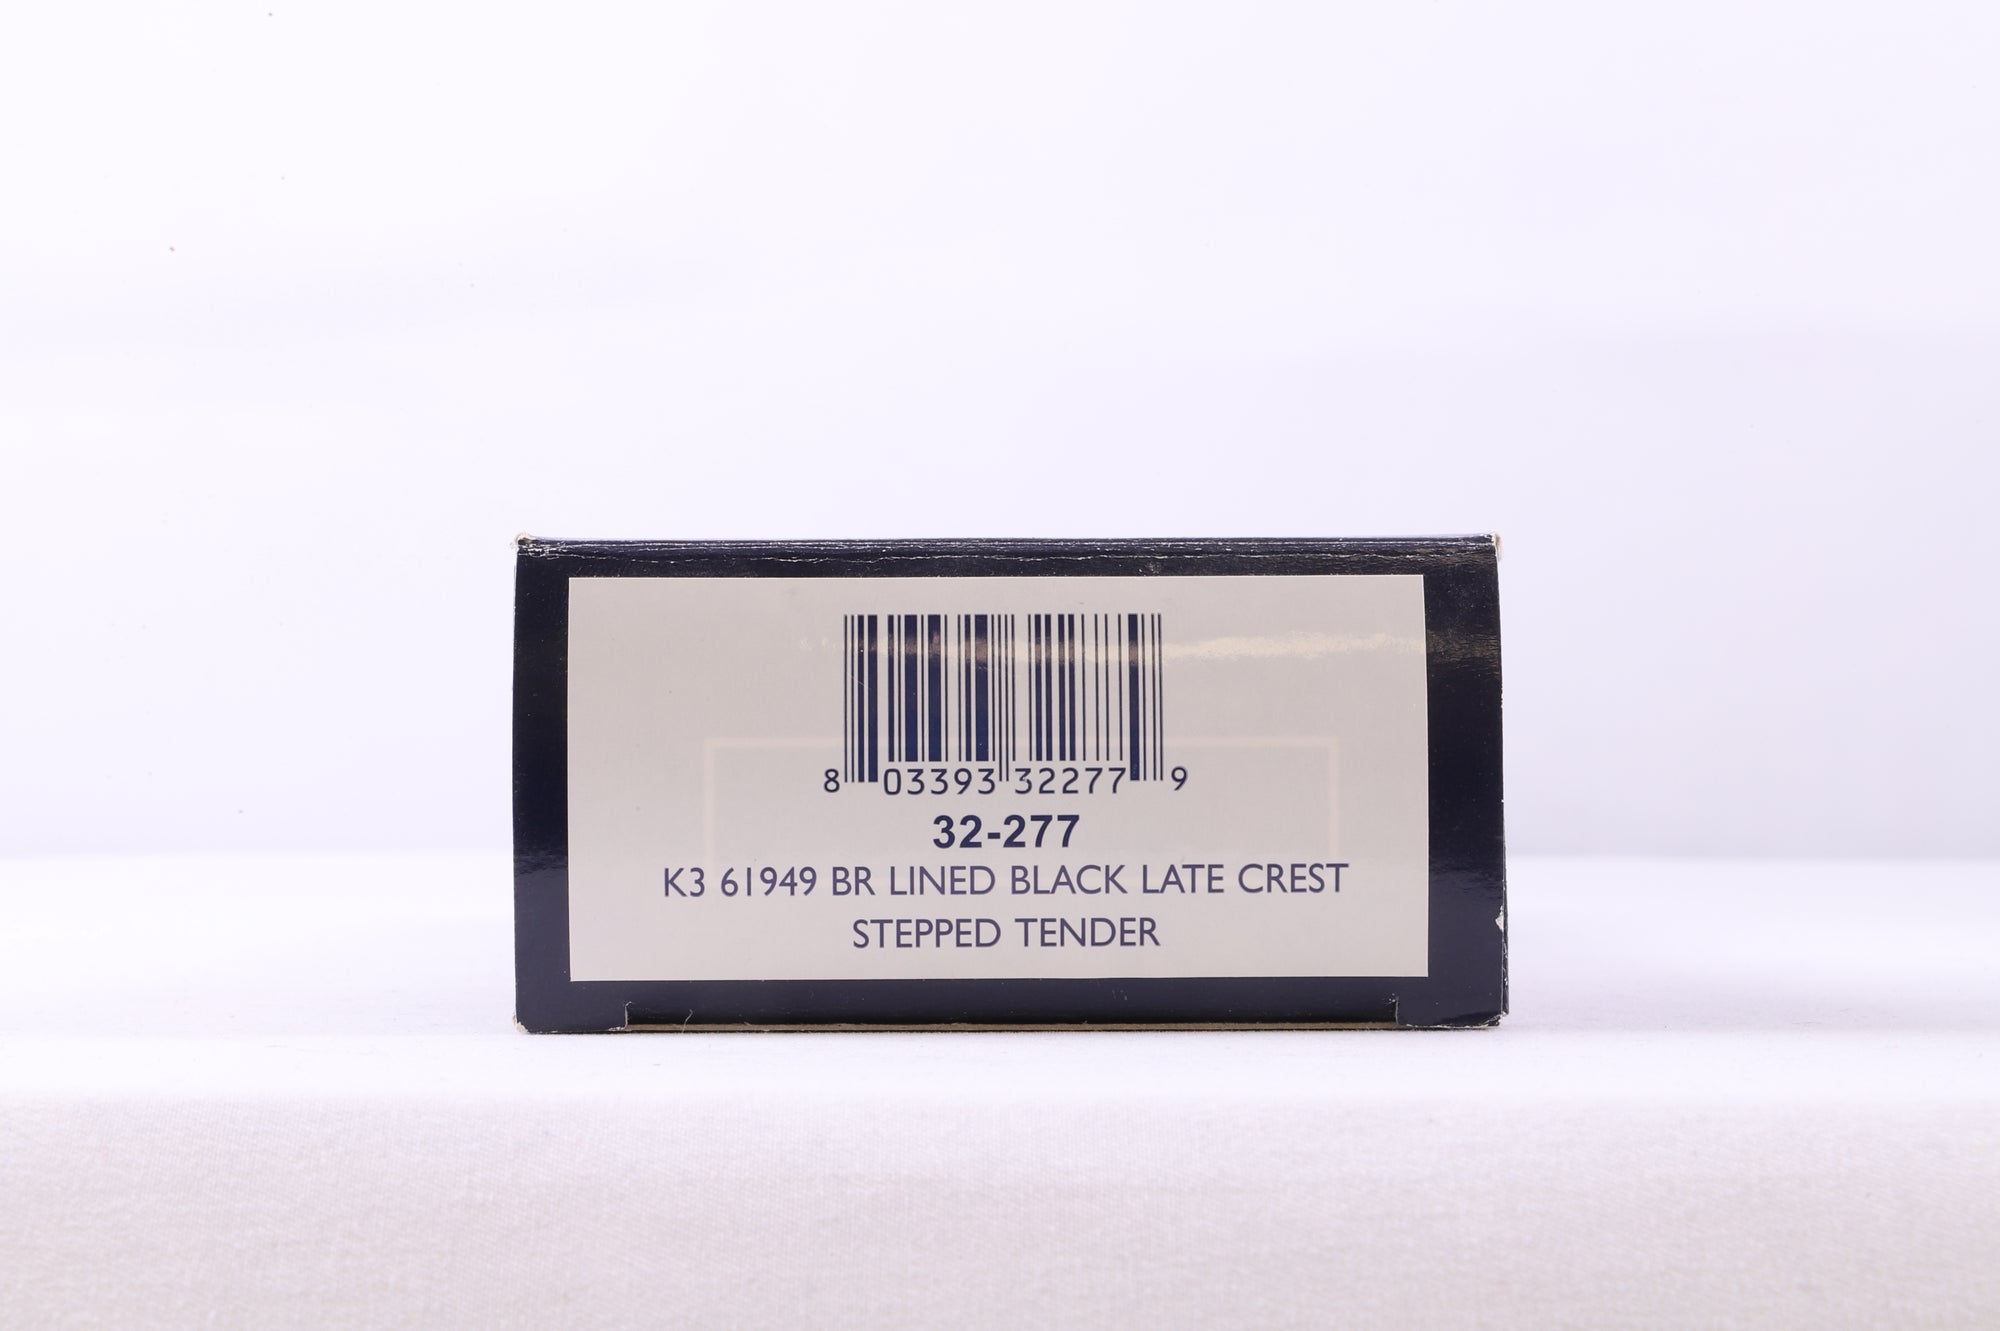 8 03393 32277 9
32-277
K3 61949 BR LINED BLACK LATE CREST
STEPPED TENDER